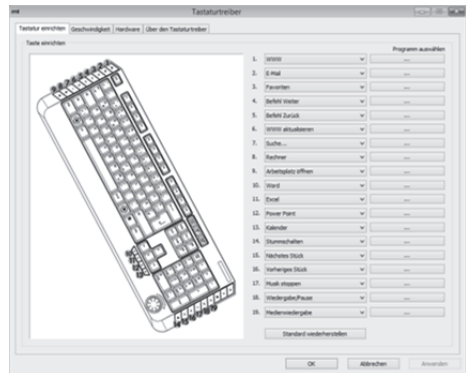 Tastaturtreiber
Tastatur einrichten Geschwindigkeit Hardware Über den Tastaturtreiber
Taste einrichten
Programm auswählen
1. WWW ...
2. E-Mail ...
3. Favoriten ...
4. Befehl Weiter ...
5. Befehl Zurück ...
6. WWW aktualisieren ...
7. Suche... ...
8. Rechner ...
9. Arbeitsplatz öffnen ...
10. Word ...
11. Excel ...
12. Power Point ...
13. Kalender ...
14. Stummschalten ...
15. Nächstes Stück ...
16. Vorheriges Stück ...
17. Musik stoppen ...
18. Wiedergabe/Pause ...
19. Medienwiedergabe ...
Standard wiederherstellen
OK Abbrechen Anwenden